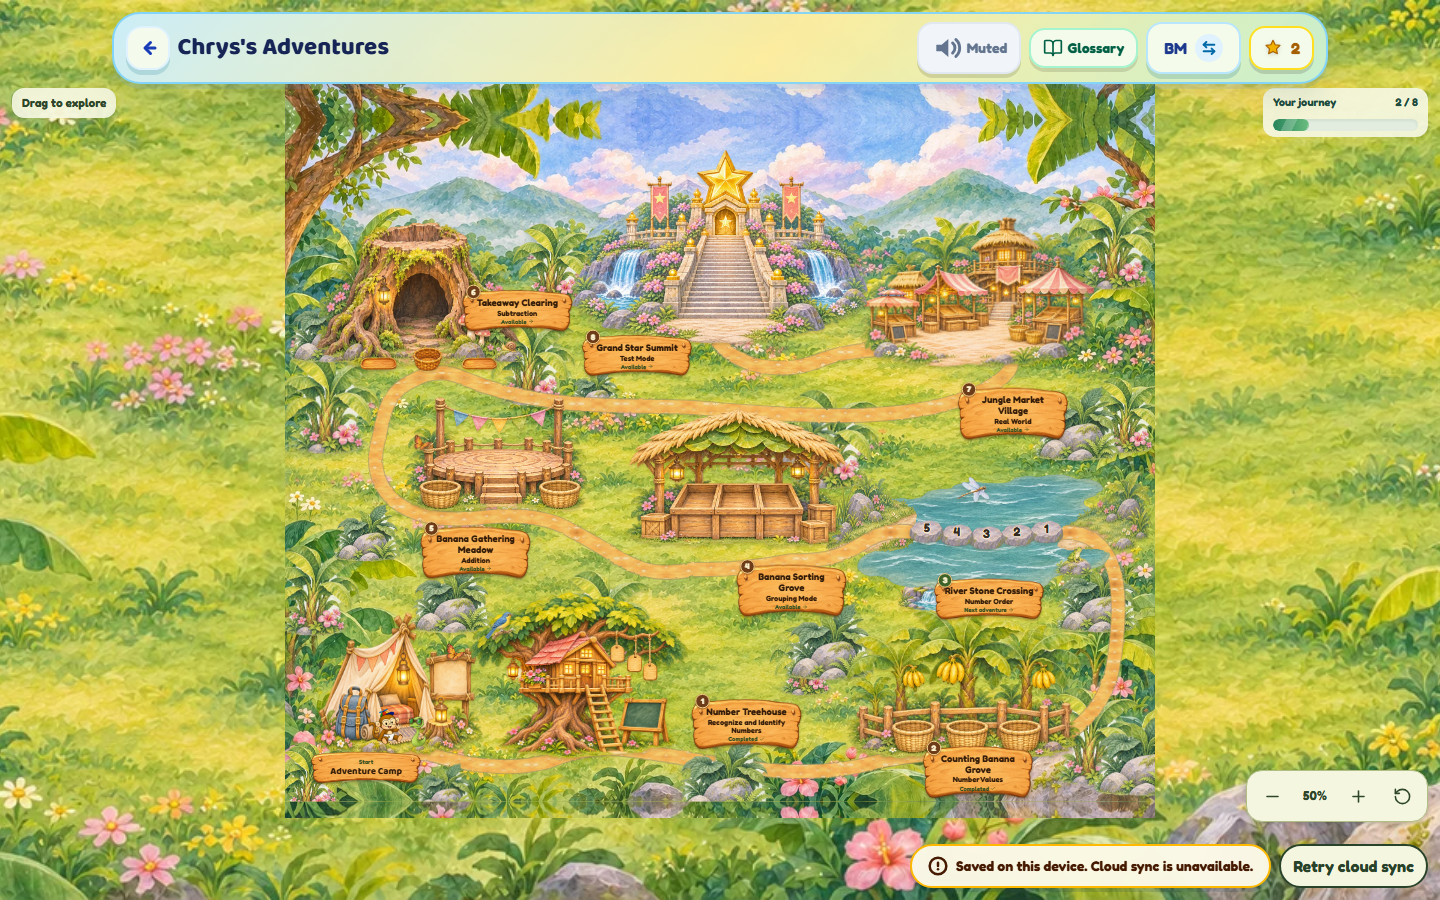 Chrys's Adventures
Muted
Glossary
BM
2
Drag to explore
Your journey 2 / 8
6
Takeaway Clearing
Subtraction
Available
8
Grand Star Summit
Test Mode
Available
7
Jungle Market
Village
Real World
Available
5 4 3 2 1
5
Banana Gathering
Meadow
Addition
Available
4
Banana Sorting
Grove
Grouping Mode
Available
3
River Stone Crossing
Number Order
Next adventure
1
Number Treehouse
Recognize and Identify
Numbers
Completed
2
Counting Banana
Grove
Number Values
Completed
Start
Adventure Camp
50%
Saved on this device. Cloud sync is unavailable.
Retry cloud sync